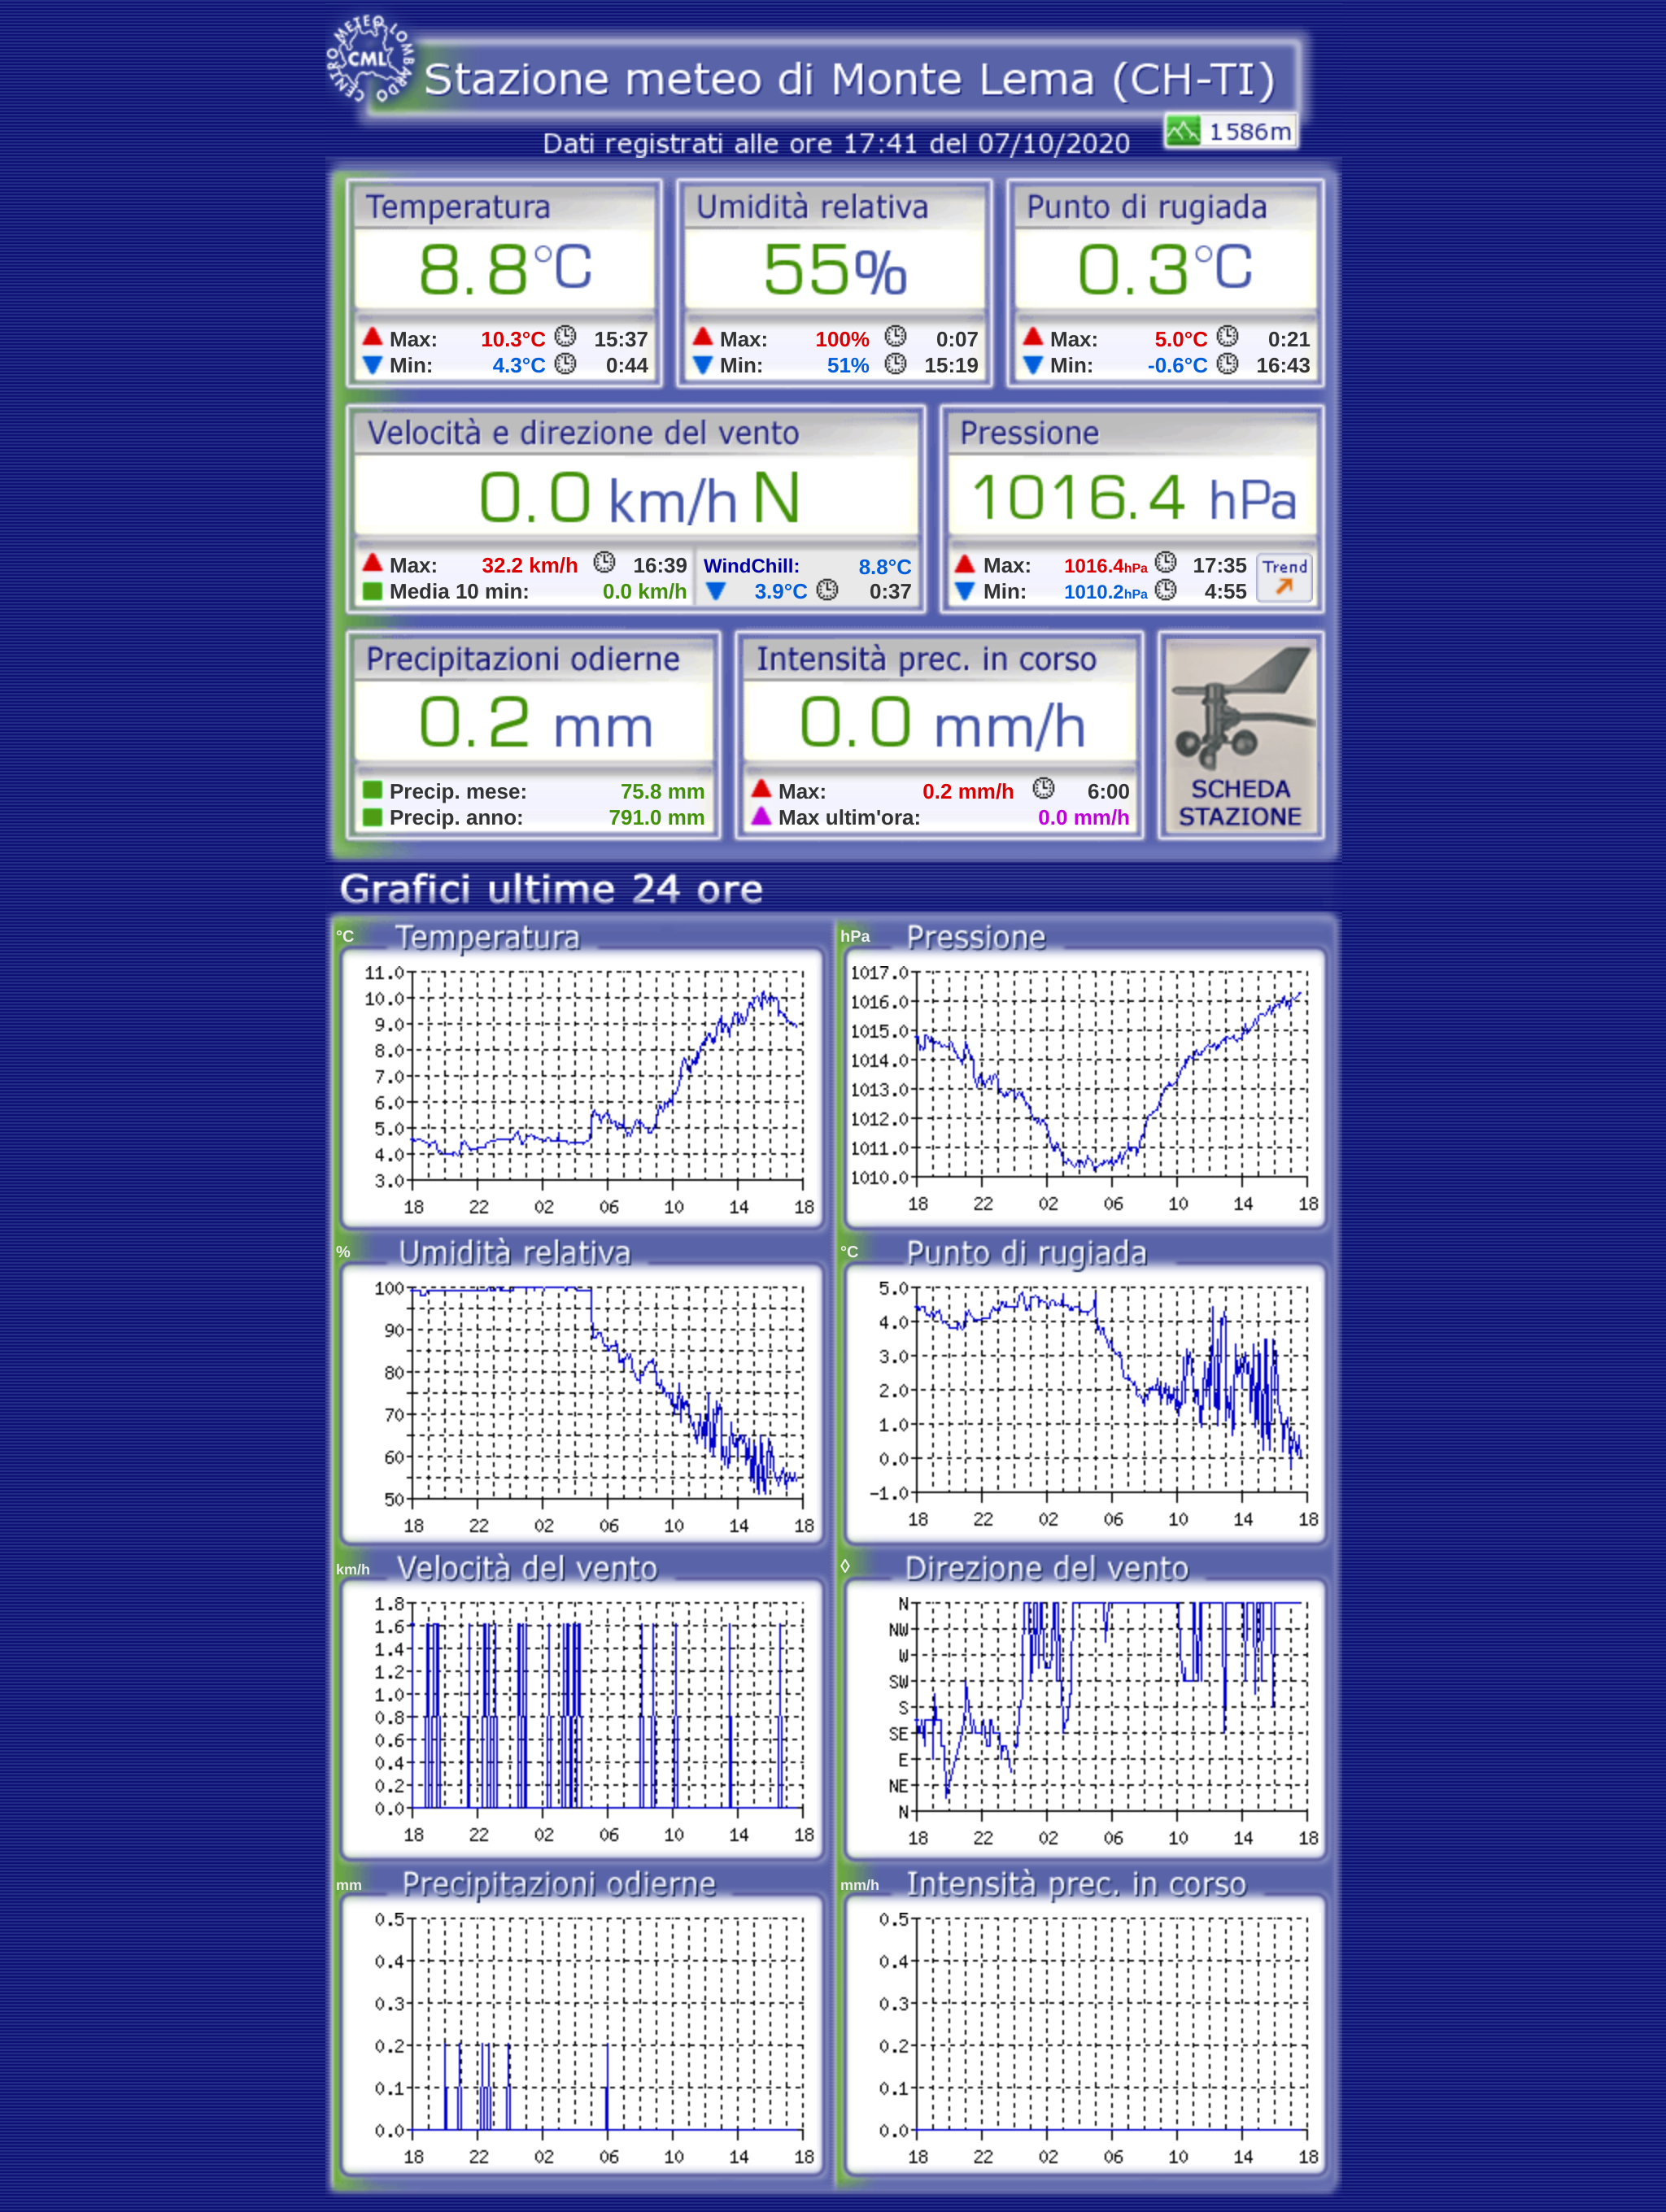 CENTRO METEO LOMBARDO
CML
Stazione meteo di Monte Lema (CH-TI)
Dati registrati alle ore 17:41 del 07/10/2020
1586m
Temperatura
8.8°C
Max: 10.3°C 15:37
Min: 4.3°C 0:44
Umidità relativa
55%
Max: 100% 0:07
Min: 51% 15:19
Punto di rugiada
0.3°C
Max: 5.0°C 0:21
Min: -0.6°C 16:43
Velocità e direzione del vento
0.0 km/h N
Max: 32.2 km/h 16:39
Media 10 min: 0.0 km/h
WindChill: 8.8°C
3.9°C 0:37
Pressione
1016.4 hPa
Max: 1016.4hPa 17:35
Min: 1010.2hPa 4:55
Trend
Precipitazioni odierne
0.2 mm
Precip. mese: 75.8 mm
Precip. anno: 791.0 mm
Intensità prec. in corso
0.0 mm/h
Max: 0.2 mm/h 6:00
Max ultim'ora: 0.0 mm/h
SCHEDA
STAZIONE
Grafici ultime 24 ore
°C Temperatura
11.0
10.0
9.0
8.0
7.0
6.0
5.0
4.0
3.0
18 22 02 06 10 14 18
hPa Pressione
1017.0
1016.0
1015.0
1014.0
1013.0
1012.0
1011.0
1010.0
18 22 02 06 10 14 18
% Umidità relativa
100
90
80
70
60
50
18 22 02 06 10 14 18
°C Punto di rugiada
5.0
4.0
3.0
2.0
1.0
0.0
-1.0
18 22 02 06 10 14 18
km/h Velocità del vento
1.8
1.6
1.4
1.2
1.0
0.8
0.6
0.4
0.2
0.0
18 22 02 06 10 14 18
◊ Direzione del vento
N
NW
W
SW
S
SE
E
NE
N
18 22 02 06 10 14 18
mm Precipitazioni odierne
0.5
0.4
0.3
0.2
0.1
0.0
18 22 02 06 10 14 18
mm/h Intensità prec. in corso
0.5
0.4
0.3
0.2
0.1
0.0
18 22 02 06 10 14 18